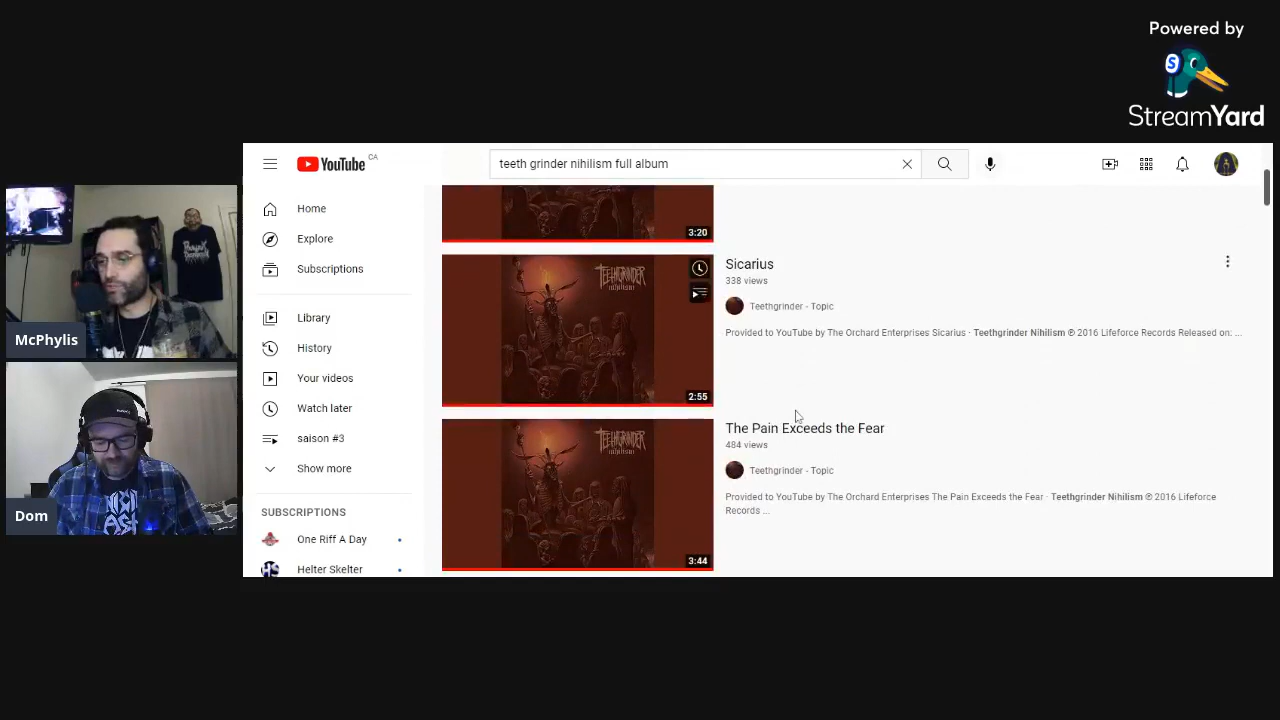 Powered by
StreamYard
YouTube CA
teeth grinder nihilism full album
Home
Explore
Subscriptions
Library
History
Your videos
Watch later
saison #3
Show more
SUBSCRIPTIONS
One Riff A Day
Helter Skelter
3:20
TEETHGRINDER
nihilism
2:55
Sicarius
338 views
Teethgrinder - Topic
Provided to YouTube by The Orchard Enterprises Sicarius · Teethgrinder Nihilism ℗ 2016 Lifeforce Records Released on: ...
TEETHGRINDER
nihilism
3:44
The Pain Exceeds the Fear
484 views
Teethgrinder - Topic
Provided to YouTube by The Orchard Enterprises The Pain Exceeds the Fear · Teethgrinder Nihilism ℗ 2016 Lifeforce
Records ...
McPhylis
Dom